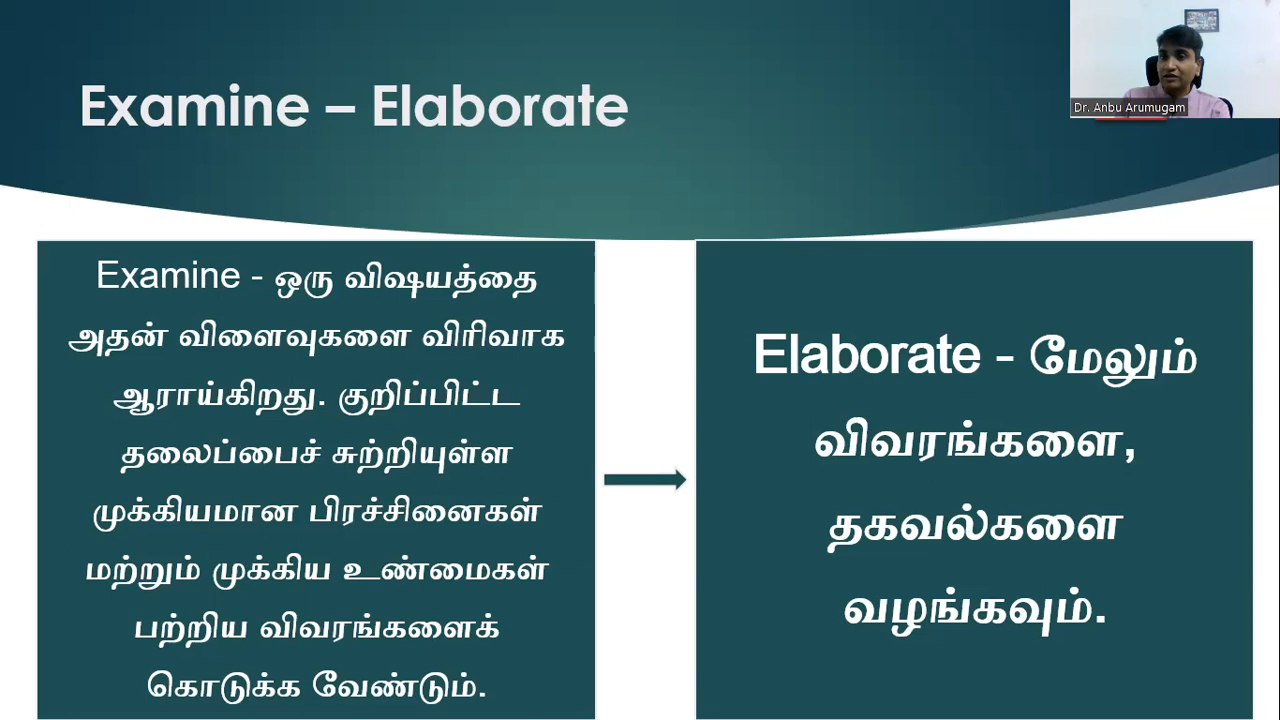 Examine – Elaborate
Dr. Anbu Arumugam
Examine - ஒரு விஷயத்தை
அதன் விளைவுகளை விரிவாக
ஆராய்கிறது. குறிப்பிட்ட
தலைப்பைச் சுற்றியுள்ள
முக்கியமான பிரச்சினைகள்
மற்றும் முக்கிய உண்மைகள்
பற்றிய விவரங்களைக்
கொடுக்க வேண்டும்.
Elaborate - மேலும்
விவரங்களை,
தகவல்களை
வழங்கவும்.